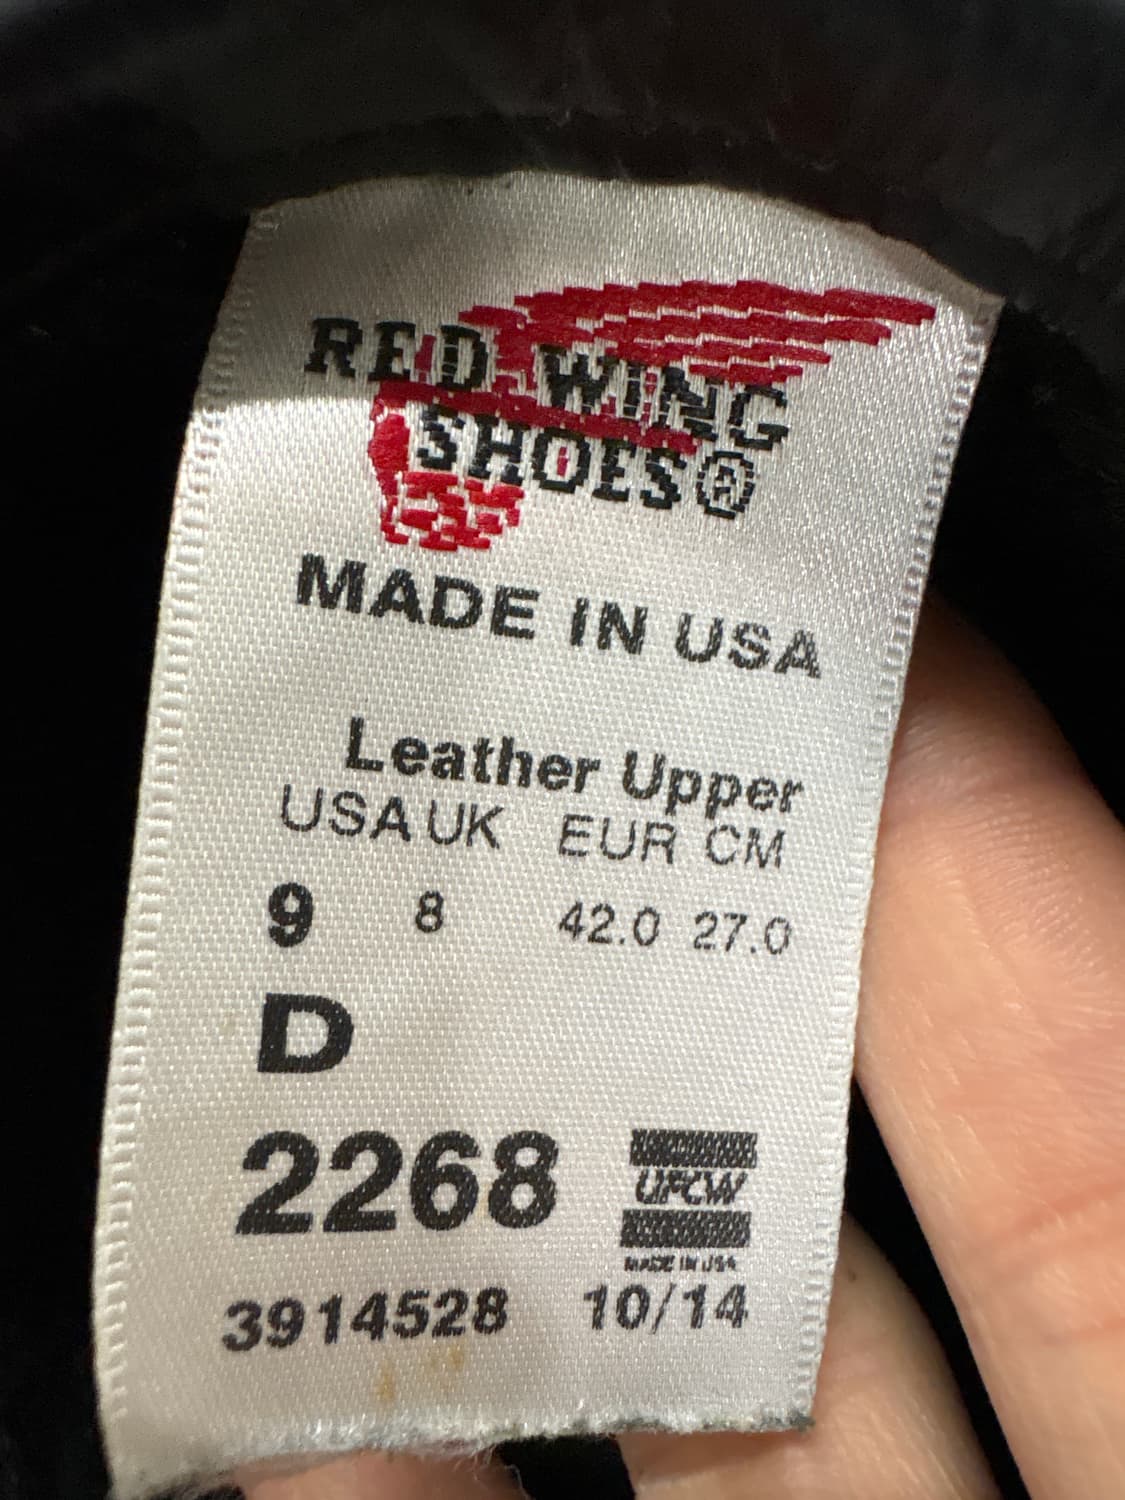 RED WING
SHOES®
MADE IN USA
Leather Upper
USA UK EUR CM
9 8 42.0 27.0
D
2268
UFCW
MADE IN USA
3914528 10/14